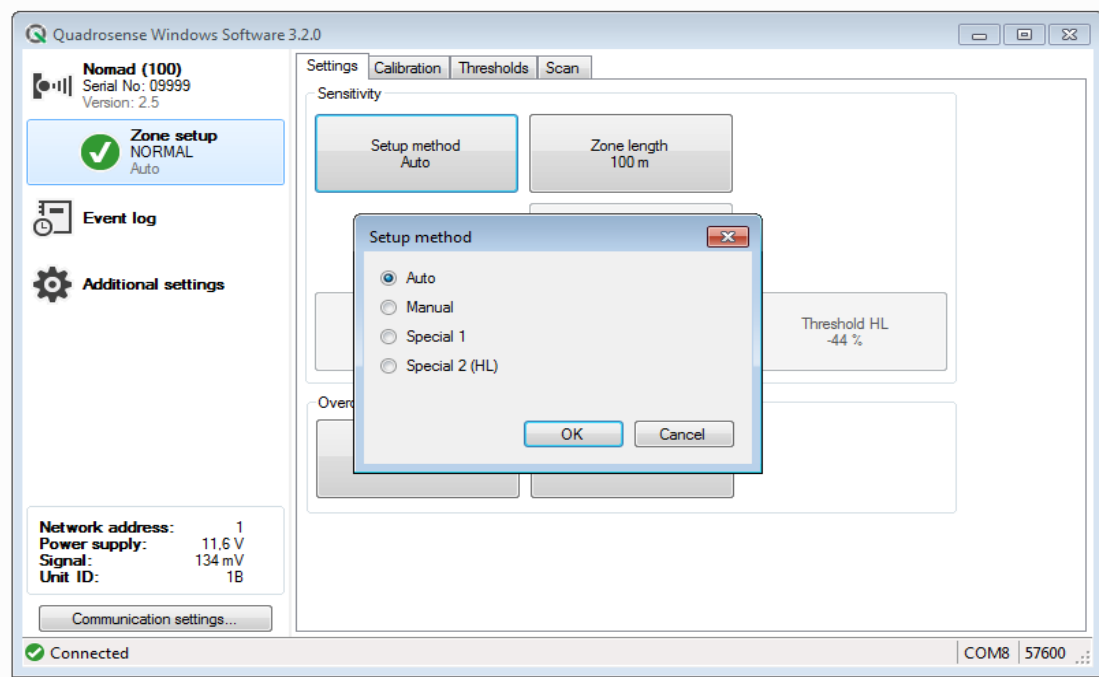 Quadrosense Windows Software 3.2.0
Nomad (100)
Serial No: 09999
Version: 2.5
Zone setup
NORMAL
Auto
Event log
Additional settings
Network address: 1
Power supply: 11,6 V
Signal: 134 mV
Unit ID: 1B
Communication settings...
Settings Calibration Thresholds Scan
Sensitivity
Setup method
Auto
Zone length
100 m
Setup method
Auto
Manual
Special 1
Special 2 (HL)
OK Cancel
Threshold HL
-44 %
Connected COM8 57600